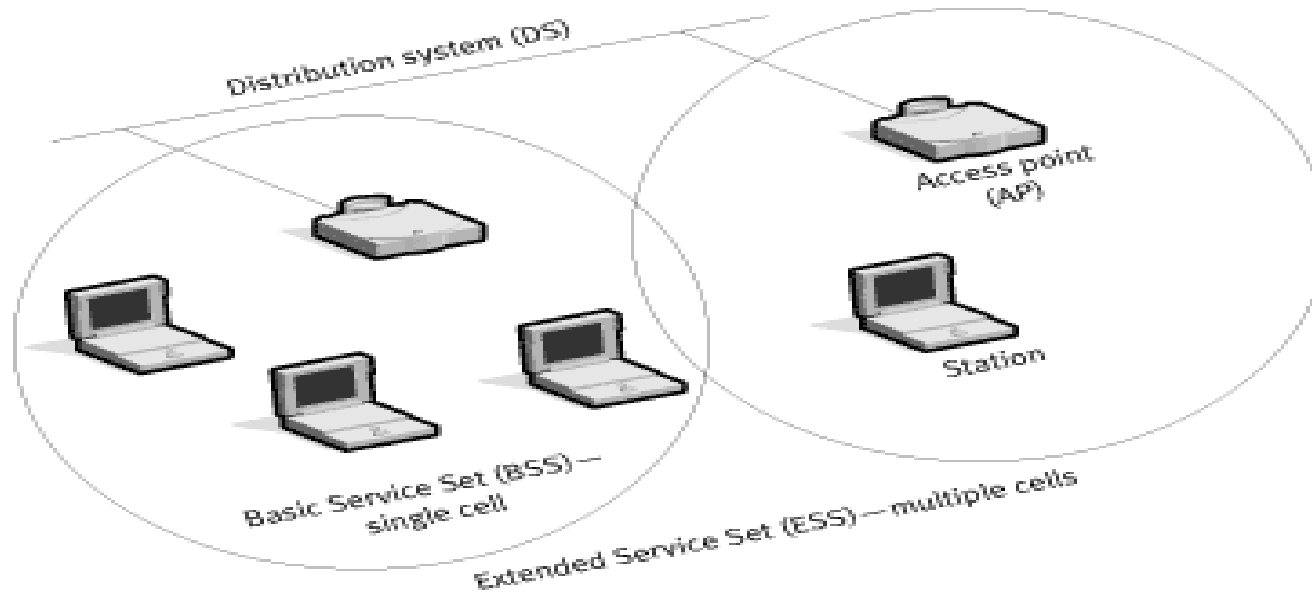 Distribution system (DS)
Access point
(AP)
Station
Basic Service Set (BSS)—
single cell
Extended Service Set (ESS)—multiple cells